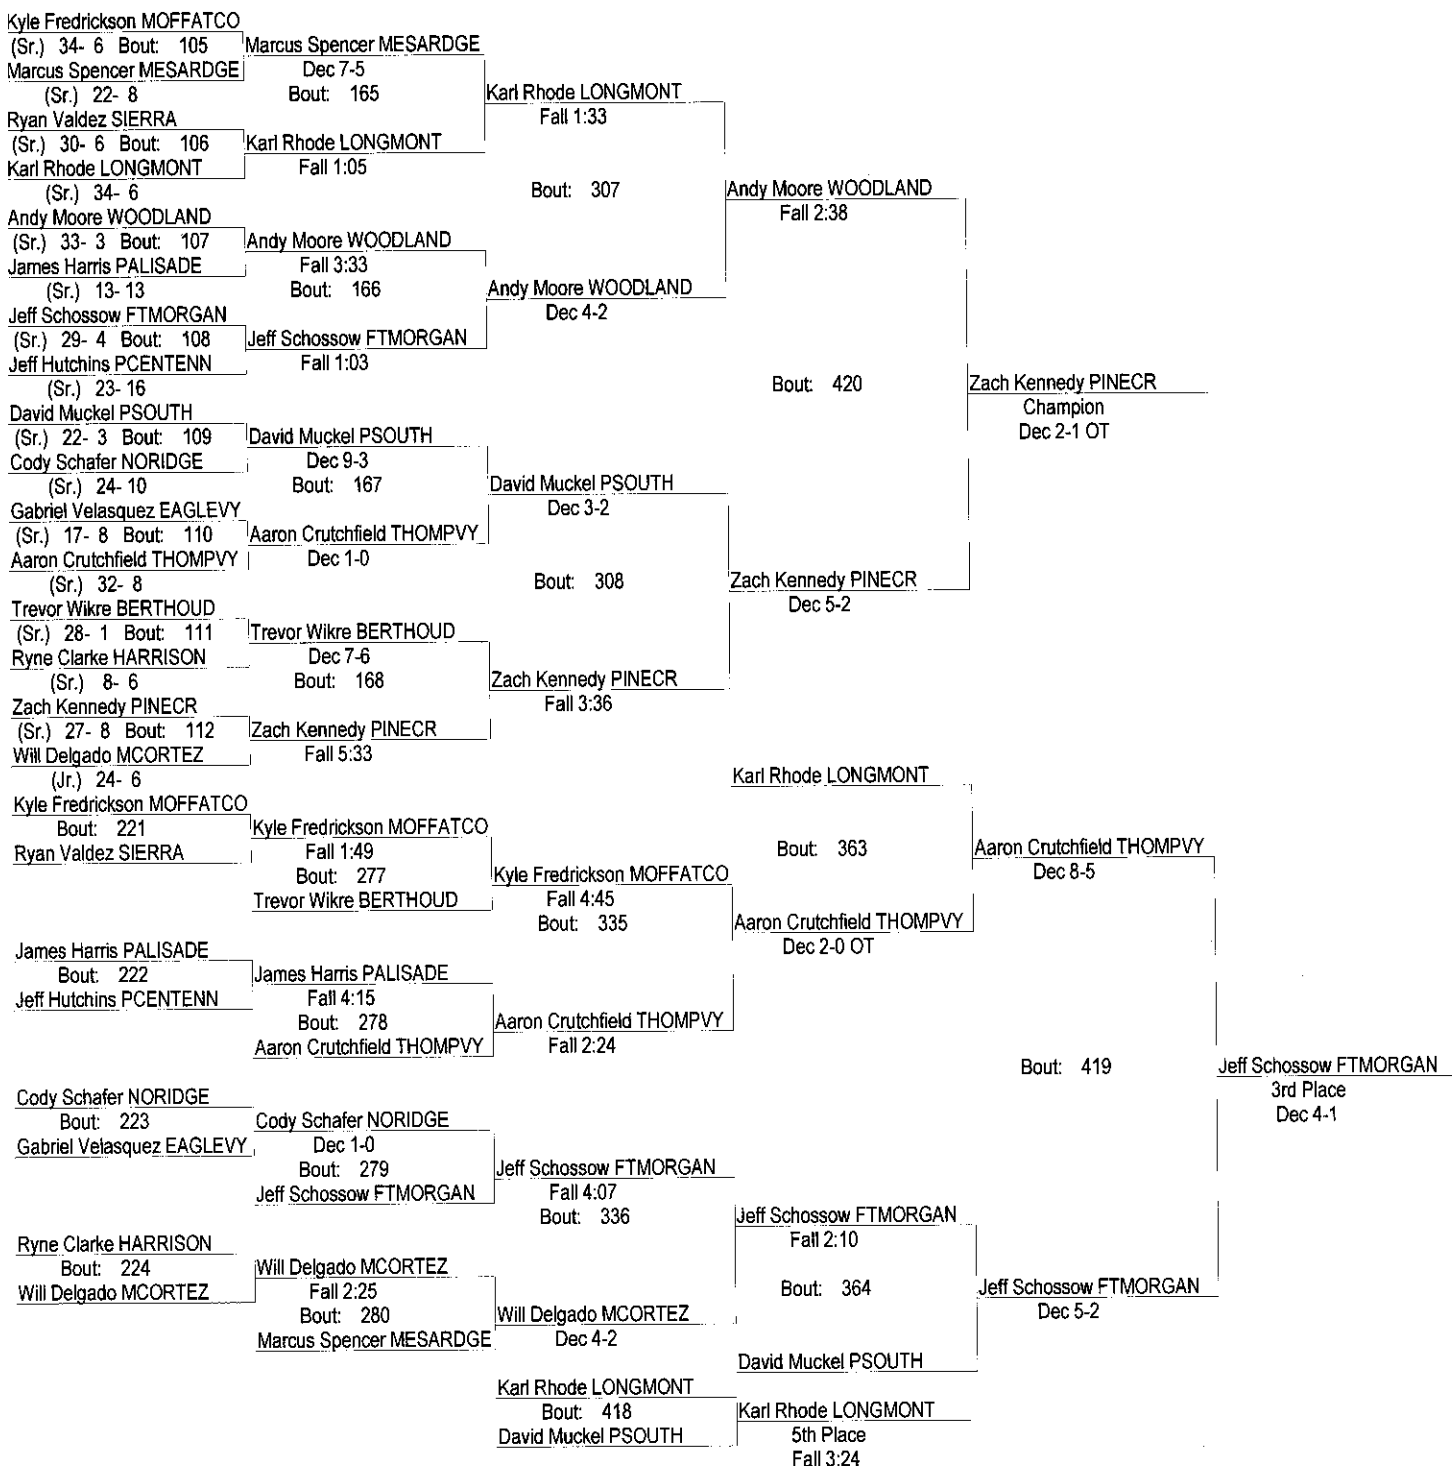 Kyle Fredrickson MOFFATCO
(Sr.) 34- 6 Bout: 105
Marcus Spencer MESARDGE
(Sr.) 22- 8
Ryan Valdez SIERRA
(Sr.) 30- 6 Bout: 106
Karl Rhode LONGMONT
(Sr.) 34- 6
Andy Moore WOODLAND
(Sr.) 33- 3 Bout: 107
James Harris PALISADE
(Sr.) 13- 13
Jeff Schossow FTMORGAN
(Sr.) 29- 4 Bout: 108
Jeff Hutchins PCENTENN
(Sr.) 23- 16
David Muckel PSOUTH
(Sr.) 22- 3 Bout: 109
Cody Schafer NORIDGE
(Sr.) 24- 10
Gabriel Velasquez EAGLEVY
(Sr.) 17- 8 Bout: 110
Aaron Crutchfield THOMPVY
(Sr.) 32- 8
Trevor Wikre BERTHOUD
(Sr.) 28- 1 Bout: 111
Ryne Clarke HARRISON
(Sr.) 8- 6
Zach Kennedy PINECR
(Sr.) 27- 8 Bout: 112
Will Delgado MCORTEZ
(Jr.) 24- 6
Marcus Spencer MESARDGE
Dec 7-5
Bout: 165
Karl Rhode LONGMONT
Fall 1:05
Andy Moore WOODLAND
Fall 3:33
Bout: 166
Jeff Schossow FTMORGAN
Fall 1:03
David Muckel PSOUTH
Dec 9-3
Bout: 167
Aaron Crutchfield THOMPVY
Dec 1-0
Trevor Wikre BERTHOUD
Dec 7-6
Bout: 168
Zach Kennedy PINECR
Fall 5:33
Karl Rhode LONGMONT
Fall 1:33
Bout: 307
Andy Moore WOODLAND
Dec 4-2
David Muckel PSOUTH
Dec 3-2
Bout: 308
Zach Kennedy PINECR
Fall 3:36
Andy Moore WOODLAND
Fall 2:38
Bout: 420
Zach Kennedy PINECR
Dec 5-2
Zach Kennedy PINECR
Champion
Dec 2-1 OT
Kyle Fredrickson MOFFATCO
Bout: 221
Ryan Valdez SIERRA
James Harris PALISADE
Bout: 222
Jeff Hutchins PCENTENN
Cody Schafer NORIDGE
Bout: 223
Gabriel Velasquez EAGLEVY
Ryne Clarke HARRISON
Bout: 224
Will Delgado MCORTEZ
Kyle Fredrickson MOFFATCO
Fall 1:49
Bout: 277
Trevor Wikre BERTHOUD
James Harris PALISADE
Fall 4:15
Bout: 278
Aaron Crutchfield THOMPVY
Cody Schafer NORIDGE
Dec 1-0
Bout: 279
Jeff Schossow FTMORGAN
Will Delgado MCORTEZ
Fall 2:25
Bout: 280
Marcus Spencer MESARDGE
Kyle Fredrickson MOFFATCO
Fall 4:45
Bout: 335
Aaron Crutchfield THOMPVY
Fall 2:24
Jeff Schossow FTMORGAN
Fall 4:07
Bout: 336
Will Delgado MCORTEZ
Dec 4-2
Karl Rhode LONGMONT
Bout: 363
Aaron Crutchfield THOMPVY
Dec 2-0 OT
Jeff Schossow FTMORGAN
Fall 2:10
Bout: 364
David Muckel PSOUTH
Aaron Crutchfield THOMPVY
Dec 8-5
Bout: 419
Jeff Schossow FTMORGAN
Dec 5-2
Jeff Schossow FTMORGAN
3rd Place
Dec 4-1
Karl Rhode LONGMONT
Bout: 418
David Muckel PSOUTH
Karl Rhode LONGMONT
5th Place
Fall 3:24